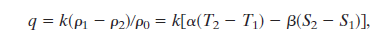 q = k(ρ₁ − ρ₂)/ρ₀ = k[α(T₂ − T₁) − β(S₂ − S₁)],